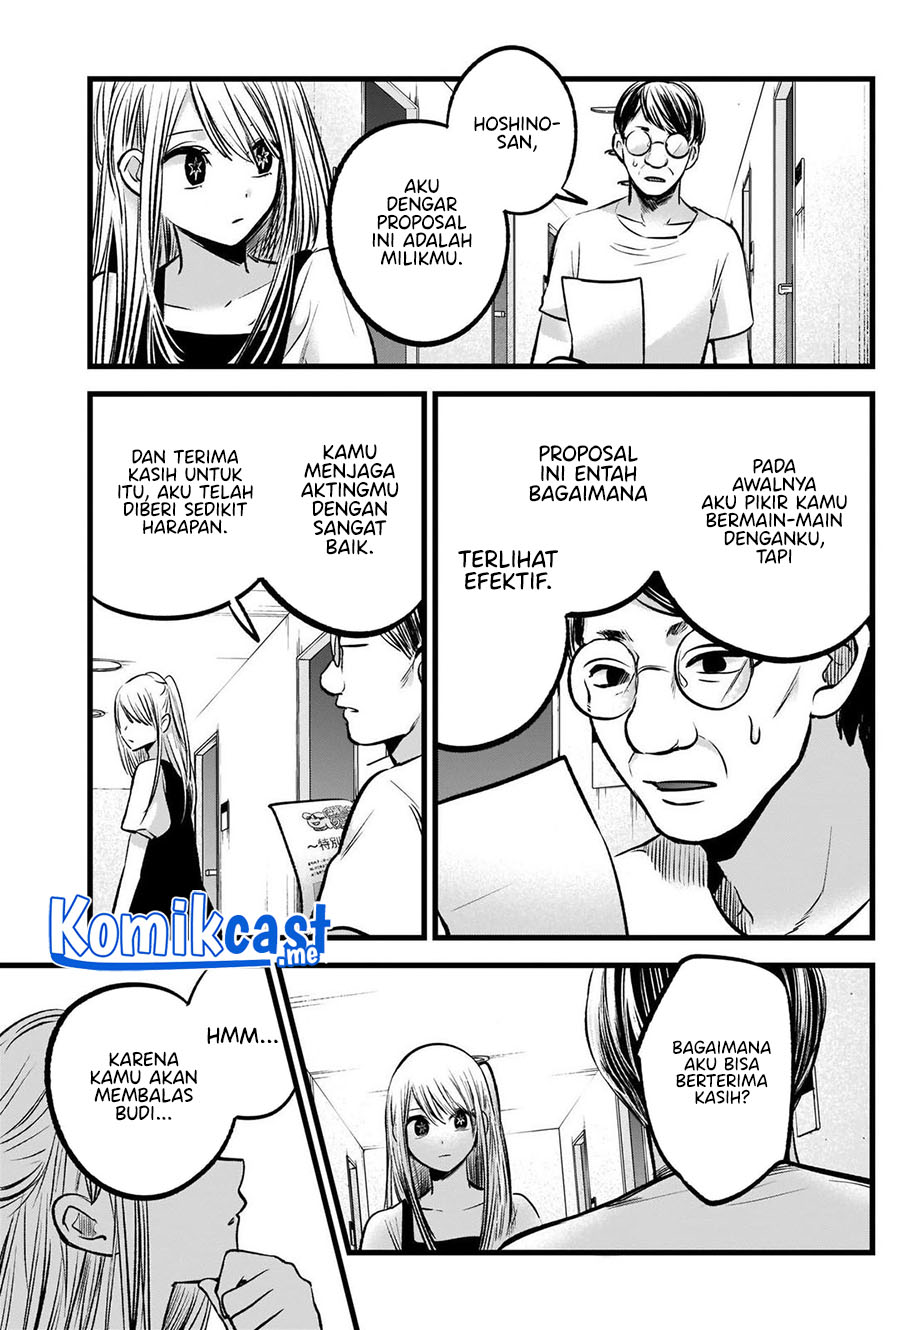 HOSHINO-
SAN,
AKU
DENGAR
PROPOSAL
INI ADALAH
MILIKMU.
PADA
AWALNYA
AKU PIKIR KAMU
BERMAIN-MAIN
DENGANKU,
TAPI
PROPOSAL
INI ENTAH
BAGAIMANA
TERLIHAT
EFEKTIF.
KAMU
MENJAGA
AKTINGMU
DENGAN
SANGAT
BAIK.
DAN TERIMA
KASIH UNTUK
ITU, AKU TELAH
DIBERI SEDIKIT
HARAPAN.
~特別
Komikcast
.me
BAGAIMANA
AKU BISA
BERTERIMA
KASIH?
HMM...
KARENA
KAMU AKAN
MEMBALAS
BUDI...